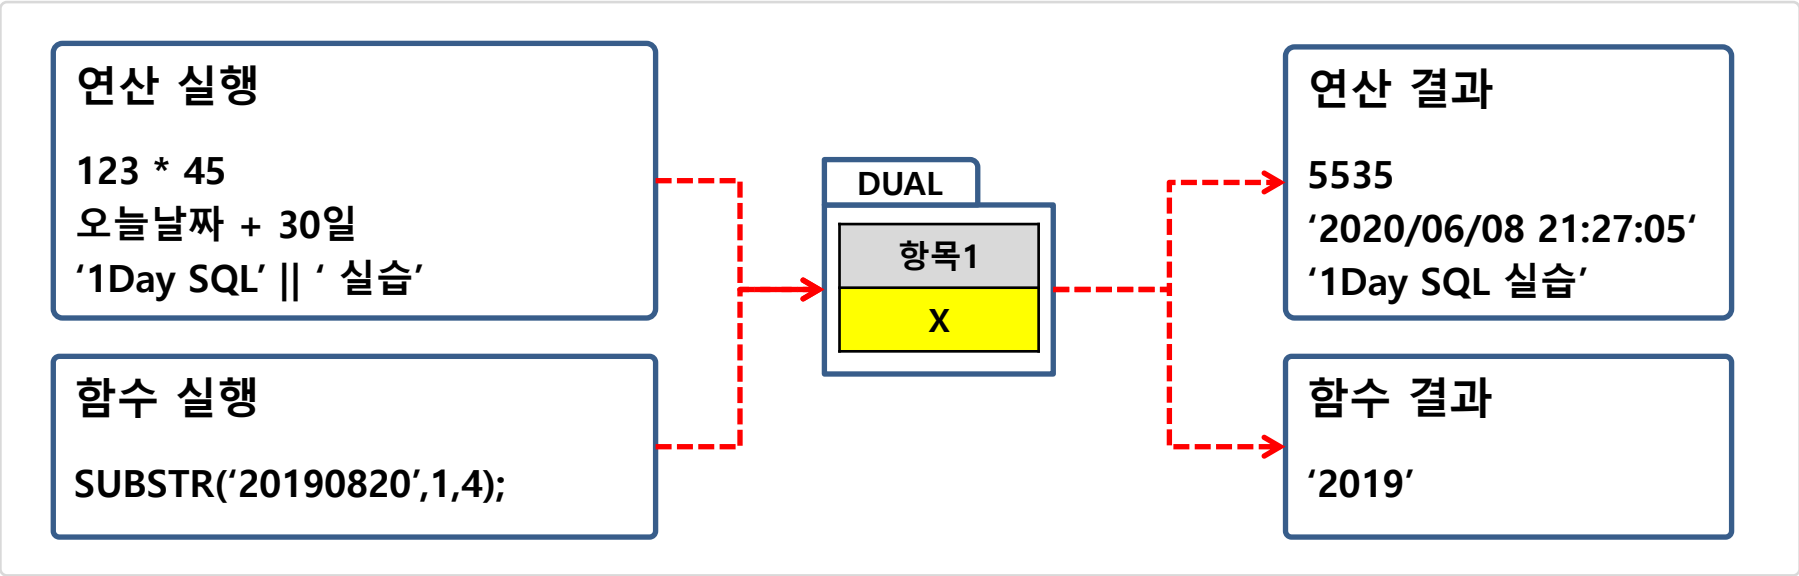 연산 실행
123 * 45
오늘날짜 + 30일
‘1Day SQL’ || ‘ 실습’
함수 실행
SUBSTR(‘20190820’,1,4);
DUAL
항목1
X
연산 결과
5535
‘2020/06/08 21:27:05‘
‘1Day SQL 실습’
함수 결과
‘2019’